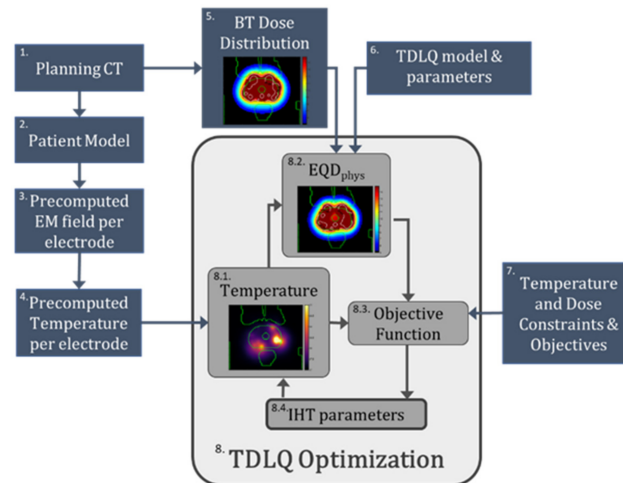 1.
Planning CT
2.
Patient Model
3.
Precomputed
EM field per
electrode
4.
Precomputed
Temperature
per electrode
5.
BT Dose
Distribution
6.
TDLQ model &
parameters
7.
Temperature
and Dose
Constraints &
Objectives
8.2.
EQDphys
8.1.
Temperature
8.3.
Objective
Function
8.4.
IHT parameters
8.
TDLQ Optimization